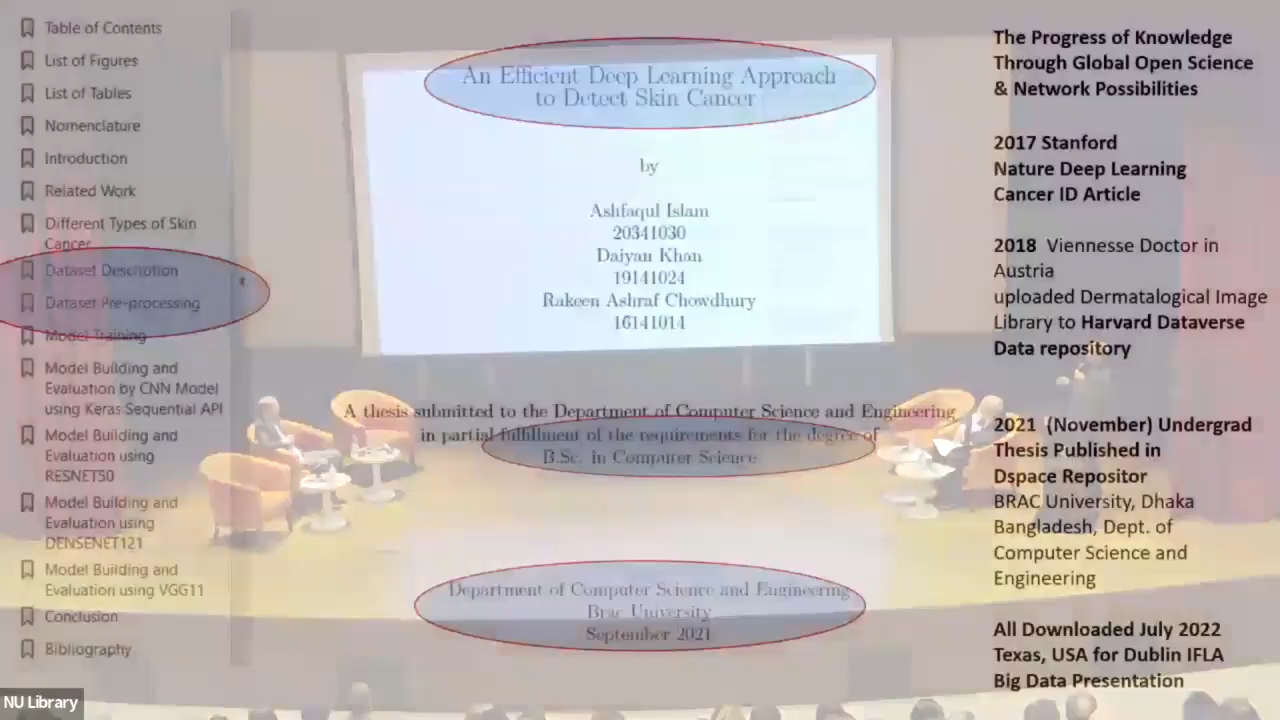 Table of Contents
List of Figures
List of Tables
Nomenclature
Introduction
Related Work
Different Types of Skin
Cancer
Dataset Description
Dataset Pre-processing
Model Training
Model Building and
Evaluation by CNN Model
using Keras Sequential API
Model Building and
Evaluation using
RESNET50
Model Building and
Evaluation using
DENSENET121
Model Building and
Evaluation using VGG11
Conclusion
Bibliography
An Efficient Deep Learning Approach
to Detect Skin Cancer
by
Ashfaqul Islam
20341030
Daiyan Khan
19141024
Rakeen Ashraf Chowdhury
16141014
A thesis submitted to the Department of Computer Science and Engineering
in partial fulfillment of the requirements for the degree of
B.Sc. in Computer Science
Department of Computer Science and Engineering
Brac University
September 2021
The Progress of Knowledge
Through Global Open Science
& Network Possibilities
2017 Stanford
Nature Deep Learning
Cancer ID Article
2018 Viennesse Doctor in
Austria
uploaded Dermatalogical Image
Library to Harvard Dataverse
Data repository
2021 (November) Undergrad
Thesis Published in
Dspace Repositor
BRAC University, Dhaka
Bangladesh, Dept. of
Computer Science and
Engineering
All Downloaded July 2022
Texas, USA for Dublin IFLA
Big Data Presentation
NU Library